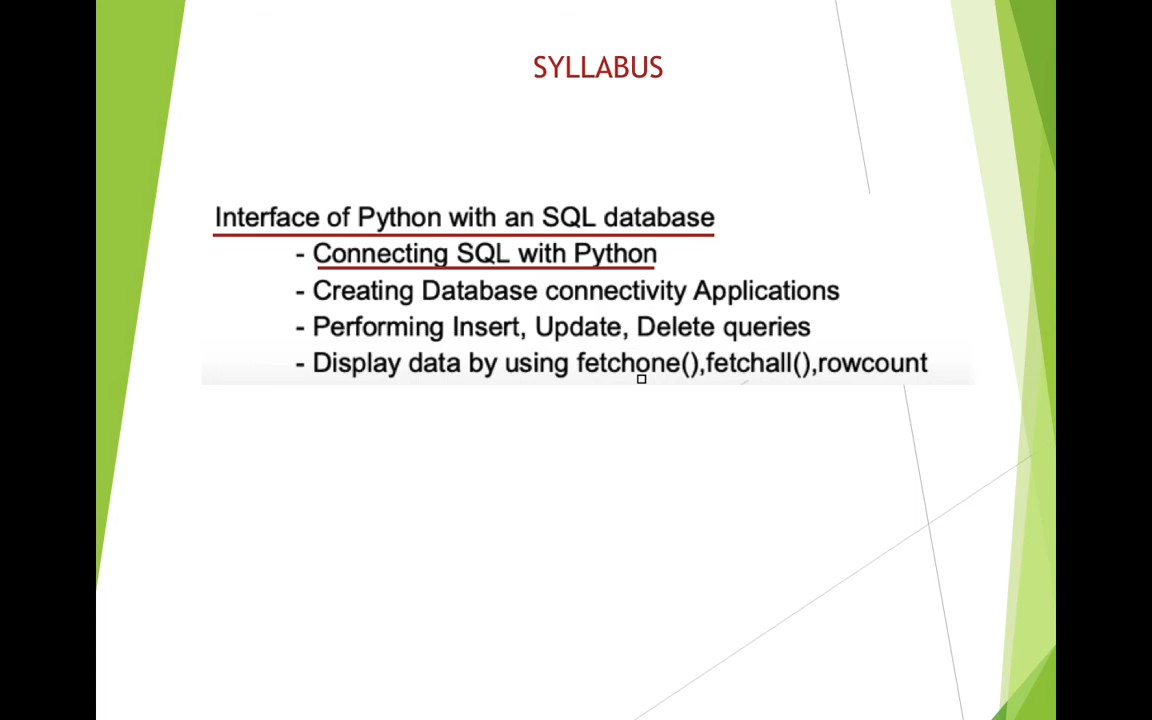 SYLLABUS
Interface of Python with an SQL database
- Connecting SQL with Python
- Creating Database connectivity Applications
- Performing Insert, Update, Delete queries
- Display data by using fetchone(),fetchall(),rowcount